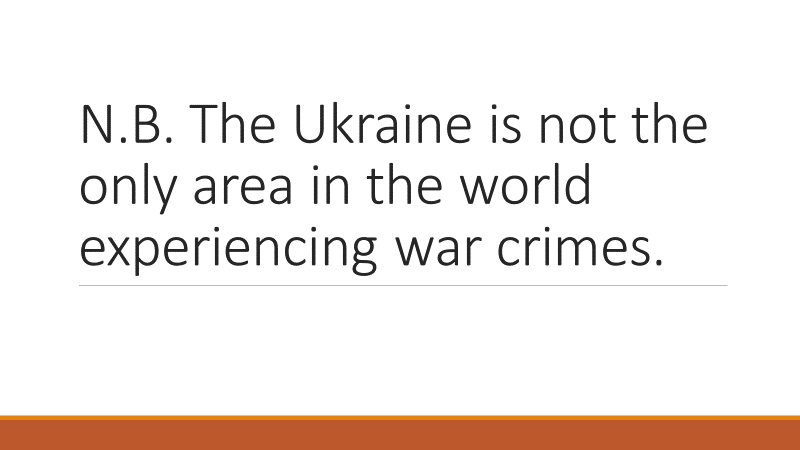 N.B. The Ukraine is not the
only area in the world
experiencing war crimes.